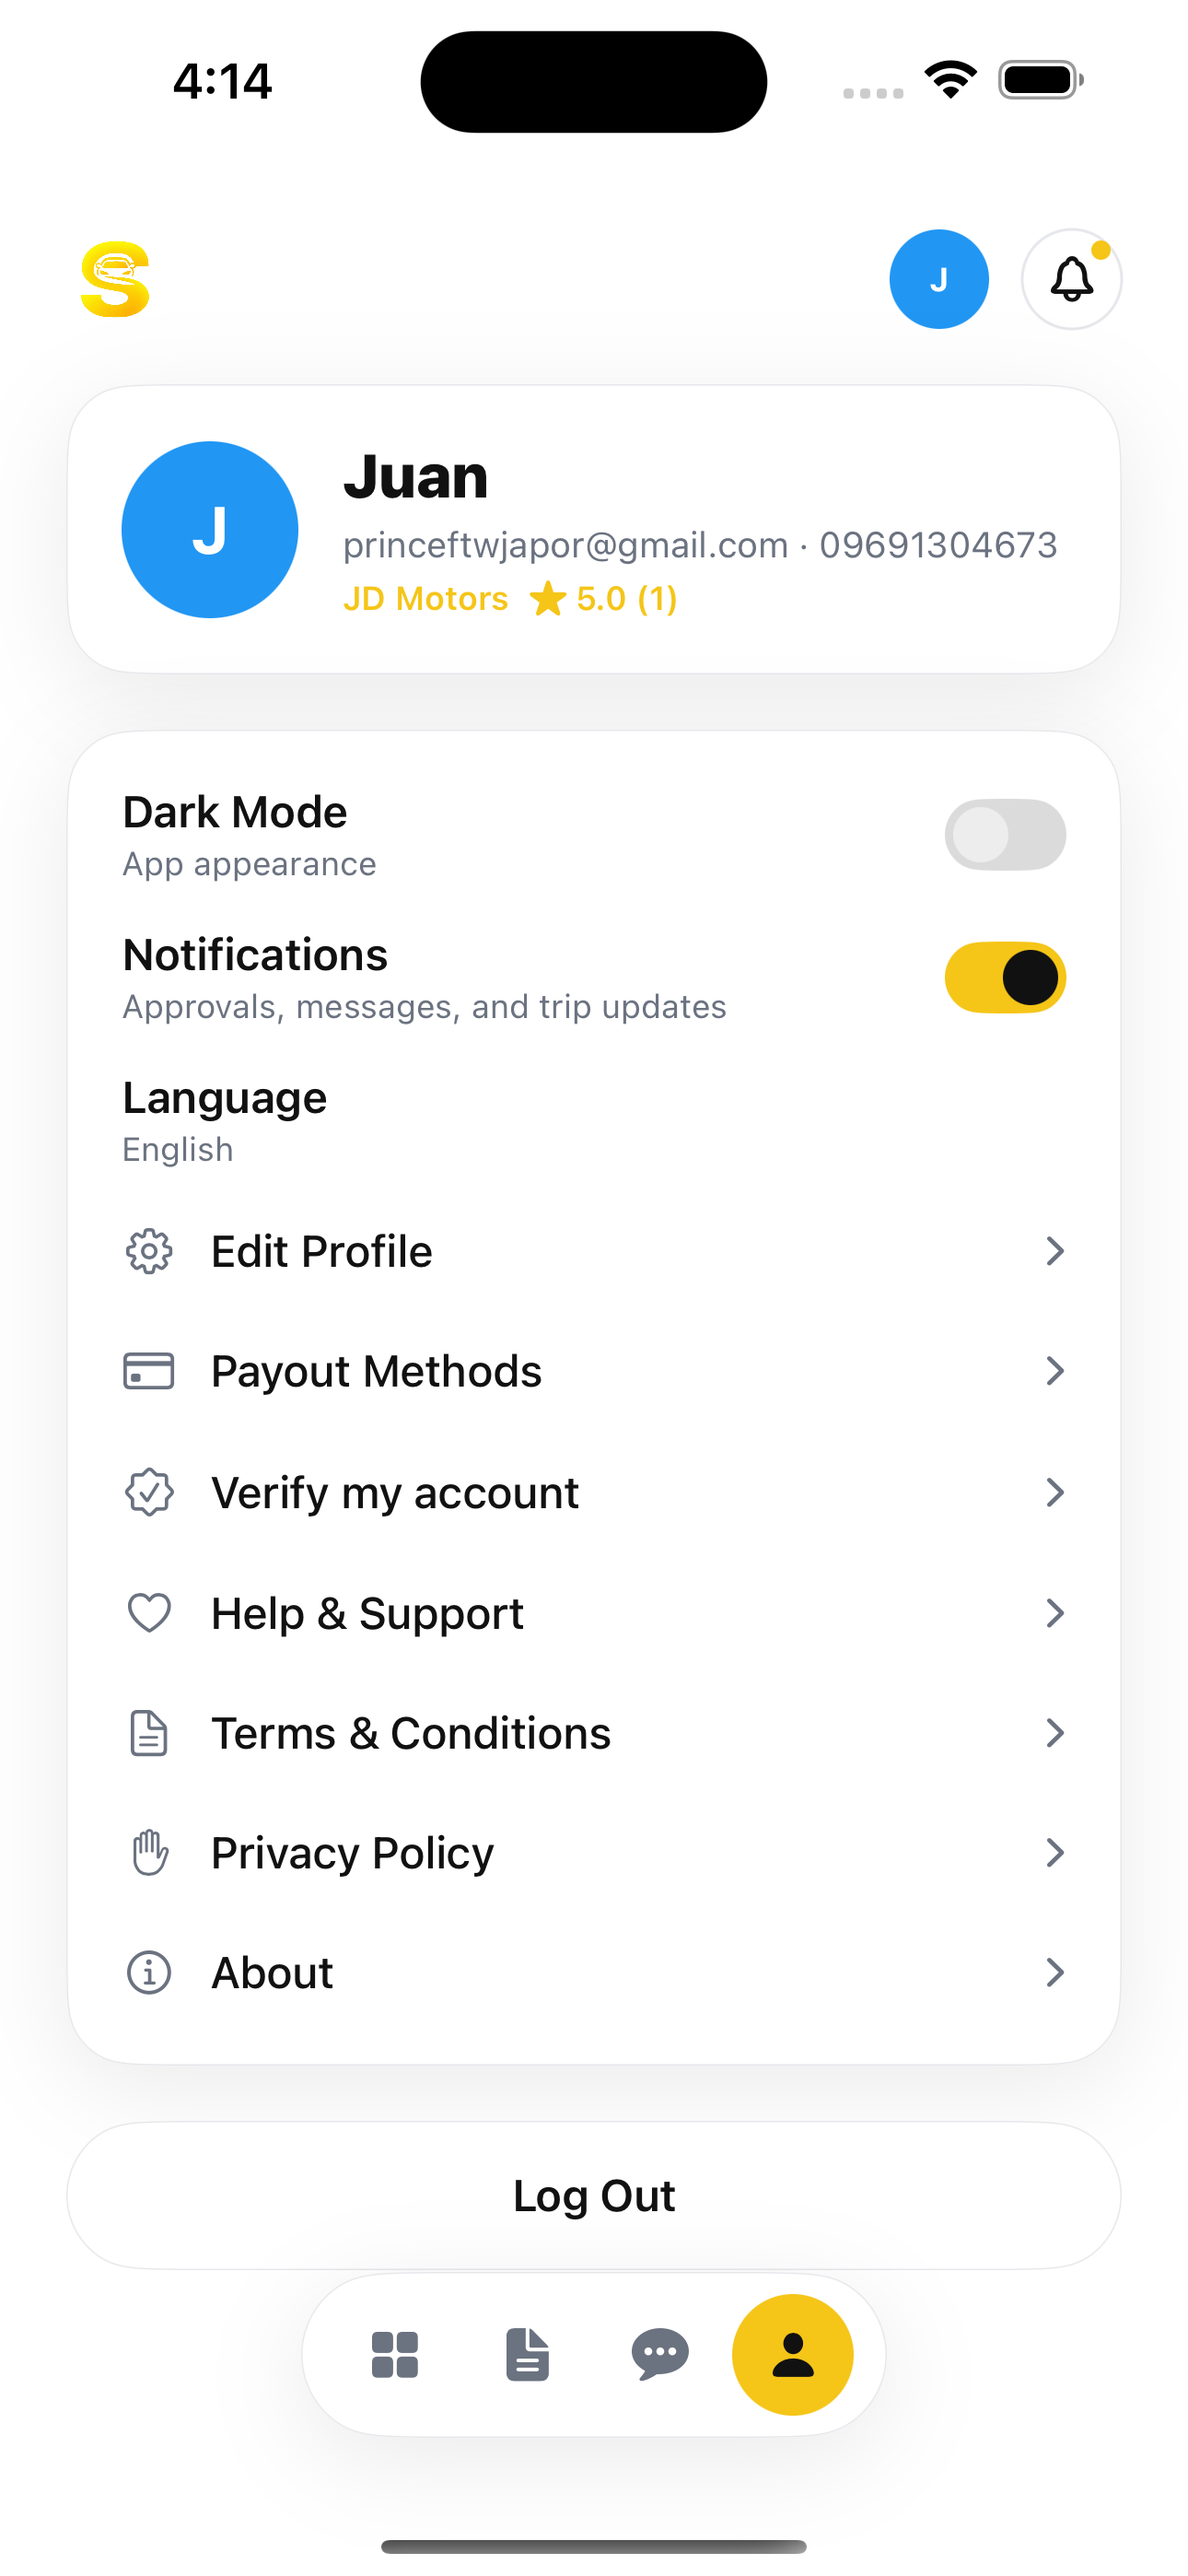 4:14
S
J
J
Juan
princeftwjapor@gmail.com · 09691304673
JD Motors ★ 5.0 (1)
Dark Mode
App appearance
Notifications
Approvals, messages, and trip updates
Language
English
Edit Profile
Payout Methods
Verify my account
Help & Support
Terms & Conditions
Privacy Policy
About
Log Out